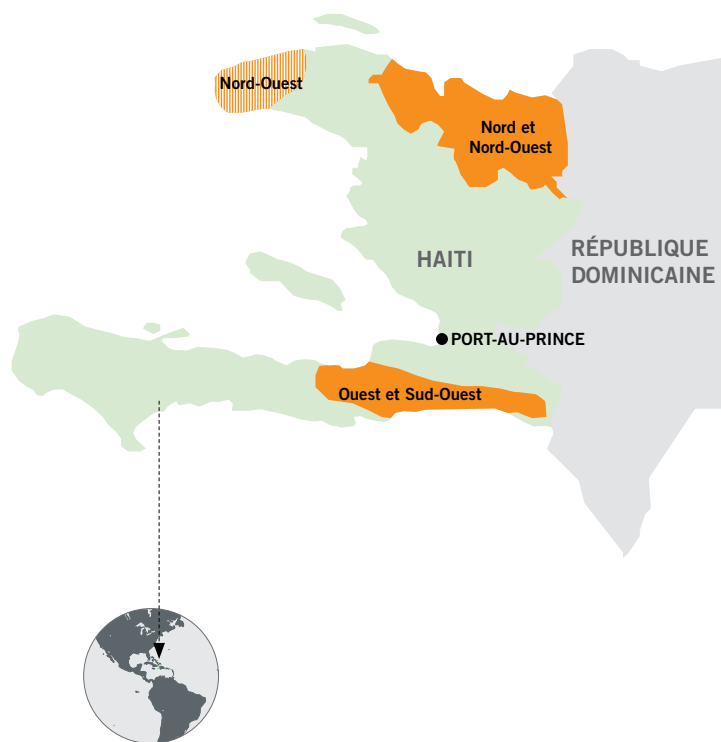 Nord-Ouest
Nord et
Nord-Ouest
HAITI
RÉPUBLIQUE
DOMINICAINE
PORT-AU-PRINCE
Ouest et Sud-Ouest